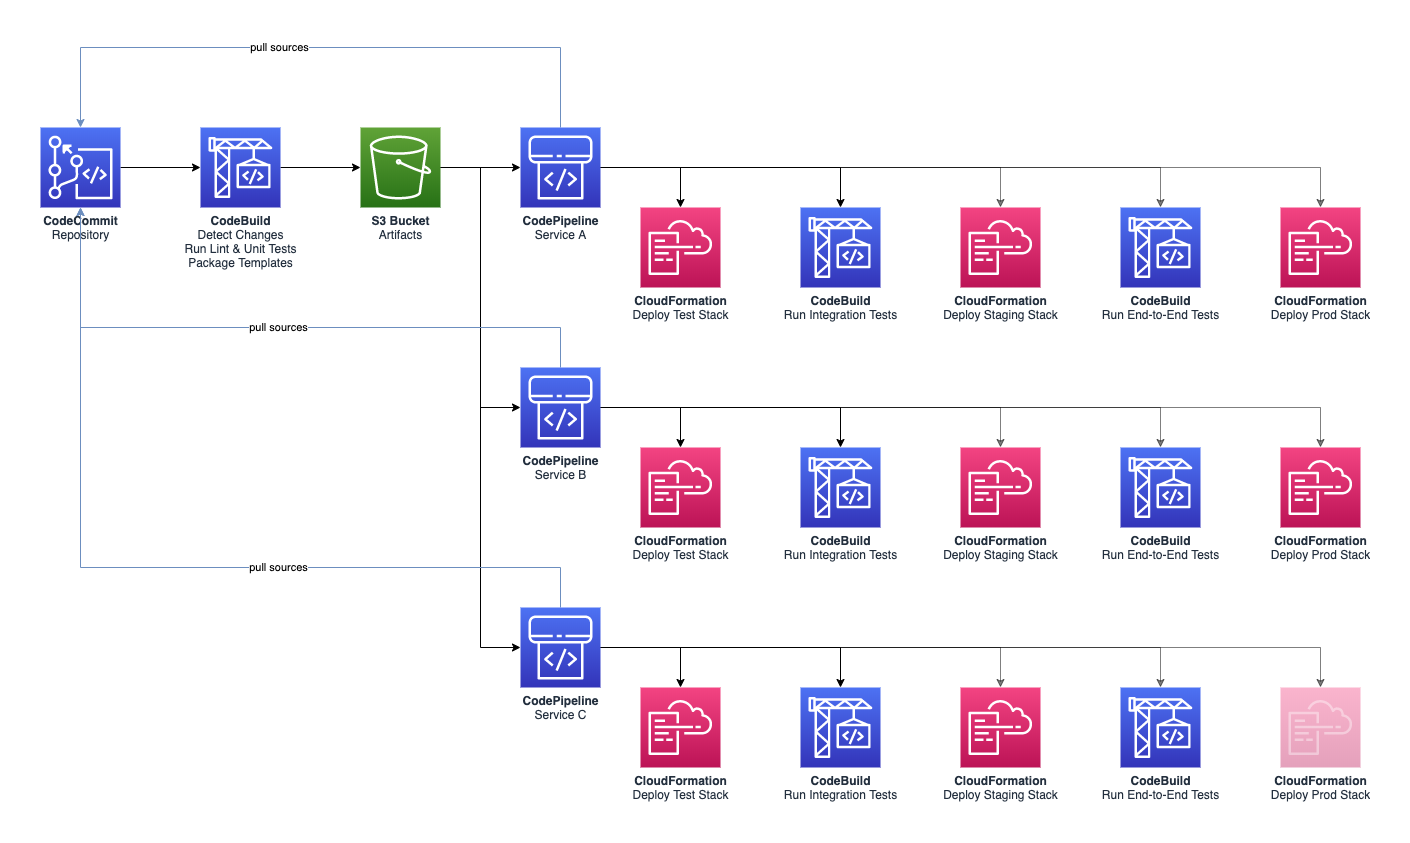 pull sources
CodeCommit
Repository
CodeBuild
Detect Changes
Run Lint & Unit Tests
Package Templates
S3 Bucket
Artifacts
CodePipeline
Service A
CloudFormation
Deploy Test Stack
CodeBuild
Run Integration Tests
CloudFormation
Deploy Staging Stack
CodeBuild
Run End-to-End Tests
CloudFormation
Deploy Prod Stack
pull sources
CodePipeline
Service B
CloudFormation
Deploy Test Stack
CodeBuild
Run Integration Tests
CloudFormation
Deploy Staging Stack
CodeBuild
Run End-to-End Tests
CloudFormation
Deploy Prod Stack
pull sources
CodePipeline
Service C
CloudFormation
Deploy Test Stack
CodeBuild
Run Integration Tests
CloudFormation
Deploy Staging Stack
CodeBuild
Run End-to-End Tests
CloudFormation
Deploy Prod Stack